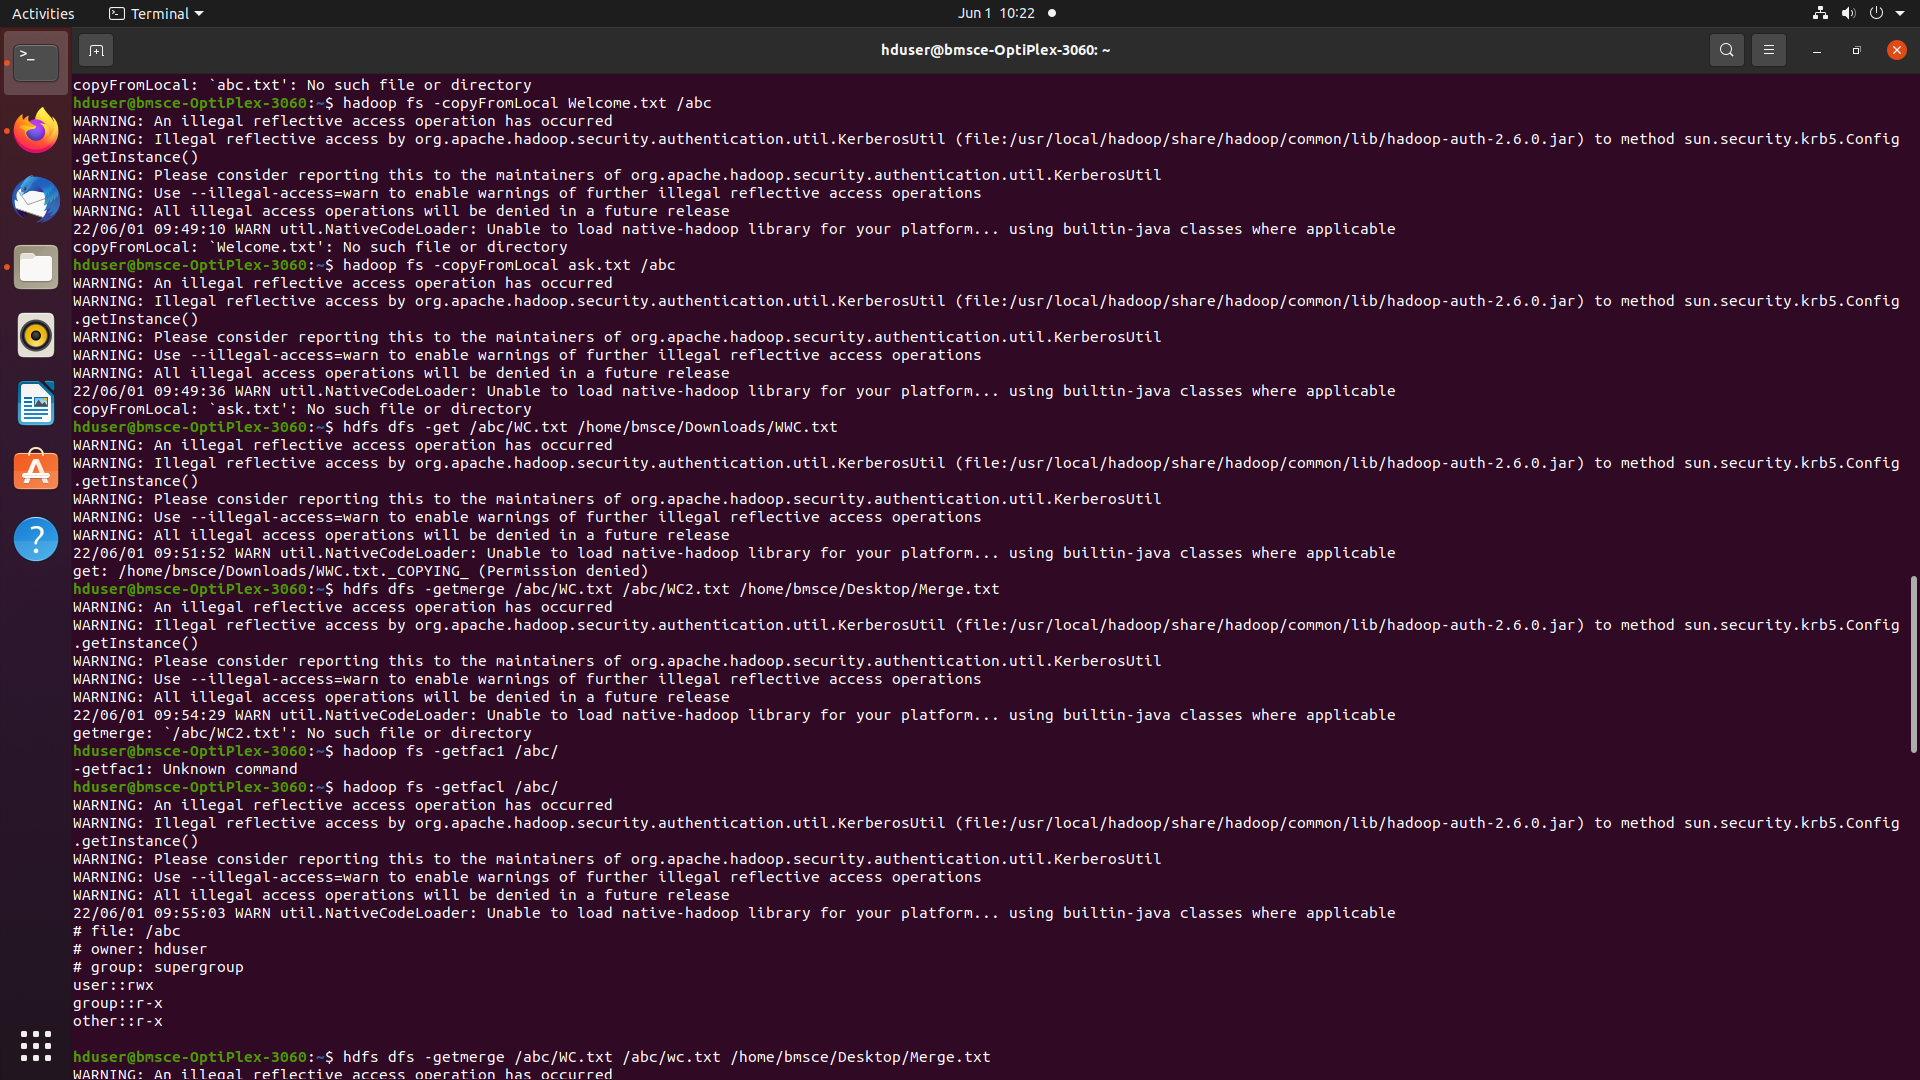 Activities
Terminal
Jun 1 10:22
hduser@bmsce-OptiPlex-3060: ~
copyFromLocal: `abc.txt': No such file or directory
hduser@bmsce-OptiPlex-3060:~$ hadoop fs -copyFromLocal Welcome.txt /abc
WARNING: An illegal reflective access operation has occurred
WARNING: Illegal reflective access by org.apache.hadoop.security.authentication.util.KerberosUtil (file:/usr/local/hadoop/share/hadoop/common/lib/hadoop-auth-2.6.0.jar) to method sun.security.krb5.Config
.getInstance()
WARNING: Please consider reporting this to the maintainers of org.apache.hadoop.security.authentication.util.KerberosUtil
WARNING: Use --illegal-access=warn to enable warnings of further illegal reflective access operations
WARNING: All illegal access operations will be denied in a future release
22/06/01 09:49:10 WARN util.NativeCodeLoader: Unable to load native-hadoop library for your platform... using builtin-java classes where applicable
copyFromLocal: `Welcome.txt': No such file or directory
hduser@bmsce-OptiPlex-3060:~$ hadoop fs -copyFromLocal ask.txt /abc
WARNING: An illegal reflective access operation has occurred
WARNING: Illegal reflective access by org.apache.hadoop.security.authentication.util.KerberosUtil (file:/usr/local/hadoop/share/hadoop/common/lib/hadoop-auth-2.6.0.jar) to method sun.security.krb5.Config
.getInstance()
WARNING: Please consider reporting this to the maintainers of org.apache.hadoop.security.authentication.util.KerberosUtil
WARNING: Use --illegal-access=warn to enable warnings of further illegal reflective access operations
WARNING: All illegal access operations will be denied in a future release
22/06/01 09:49:36 WARN util.NativeCodeLoader: Unable to load native-hadoop library for your platform... using builtin-java classes where applicable
copyFromLocal: `ask.txt': No such file or directory
hduser@bmsce-OptiPlex-3060:~$ hdfs dfs -get /abc/WC.txt /home/bmsce/Downloads/WWC.txt
WARNING: An illegal reflective access operation has occurred
WARNING: Illegal reflective access by org.apache.hadoop.security.authentication.util.KerberosUtil (file:/usr/local/hadoop/share/hadoop/common/lib/hadoop-auth-2.6.0.jar) to method sun.security.krb5.Config
.getInstance()
WARNING: Please consider reporting this to the maintainers of org.apache.hadoop.security.authentication.util.KerberosUtil
WARNING: Use --illegal-access=warn to enable warnings of further illegal reflective access operations
WARNING: All illegal access operations will be denied in a future release
22/06/01 09:51:52 WARN util.NativeCodeLoader: Unable to load native-hadoop library for your platform... using builtin-java classes where applicable
get: /home/bmsce/Downloads/WWC.txt._COPYING_ (Permission denied)
hduser@bmsce-OptiPlex-3060:~$ hdfs dfs -getmerge /abc/WC.txt /abc/WC2.txt /home/bmsce/Desktop/Merge.txt
WARNING: An illegal reflective access operation has occurred
WARNING: Illegal reflective access by org.apache.hadoop.security.authentication.util.KerberosUtil (file:/usr/local/hadoop/share/hadoop/common/lib/hadoop-auth-2.6.0.jar) to method sun.security.krb5.Config
.getInstance()
WARNING: Please consider reporting this to the maintainers of org.apache.hadoop.security.authentication.util.KerberosUtil
WARNING: Use --illegal-access=warn to enable warnings of further illegal reflective access operations
WARNING: All illegal access operations will be denied in a future release
22/06/01 09:54:29 WARN util.NativeCodeLoader: Unable to load native-hadoop library for your platform... using builtin-java classes where applicable
getmerge: `/abc/WC2.txt': No such file or directory
hduser@bmsce-OptiPlex-3060:~$ hadoop fs -getfac1 /abc/
-getfac1: Unknown command
hduser@bmsce-OptiPlex-3060:~$ hadoop fs -getfacl /abc/
WARNING: An illegal reflective access operation has occurred
WARNING: Illegal reflective access by org.apache.hadoop.security.authentication.util.KerberosUtil (file:/usr/local/hadoop/share/hadoop/common/lib/hadoop-auth-2.6.0.jar) to method sun.security.krb5.Config
.getInstance()
WARNING: Please consider reporting this to the maintainers of org.apache.hadoop.security.authentication.util.KerberosUtil
WARNING: Use --illegal-access=warn to enable warnings of further illegal reflective access operations
WARNING: All illegal access operations will be denied in a future release
22/06/01 09:55:03 WARN util.NativeCodeLoader: Unable to load native-hadoop library for your platform... using builtin-java classes where applicable
# file: /abc
# owner: hduser
# group: supergroup
user::rwx
group::r-x
other::r-x
hduser@bmsce-OptiPlex-3060:~$ hdfs dfs -getmerge /abc/WC.txt /abc/wc.txt /home/bmsce/Desktop/Merge.txt
WARNING: An illegal reflective access operation has occurred